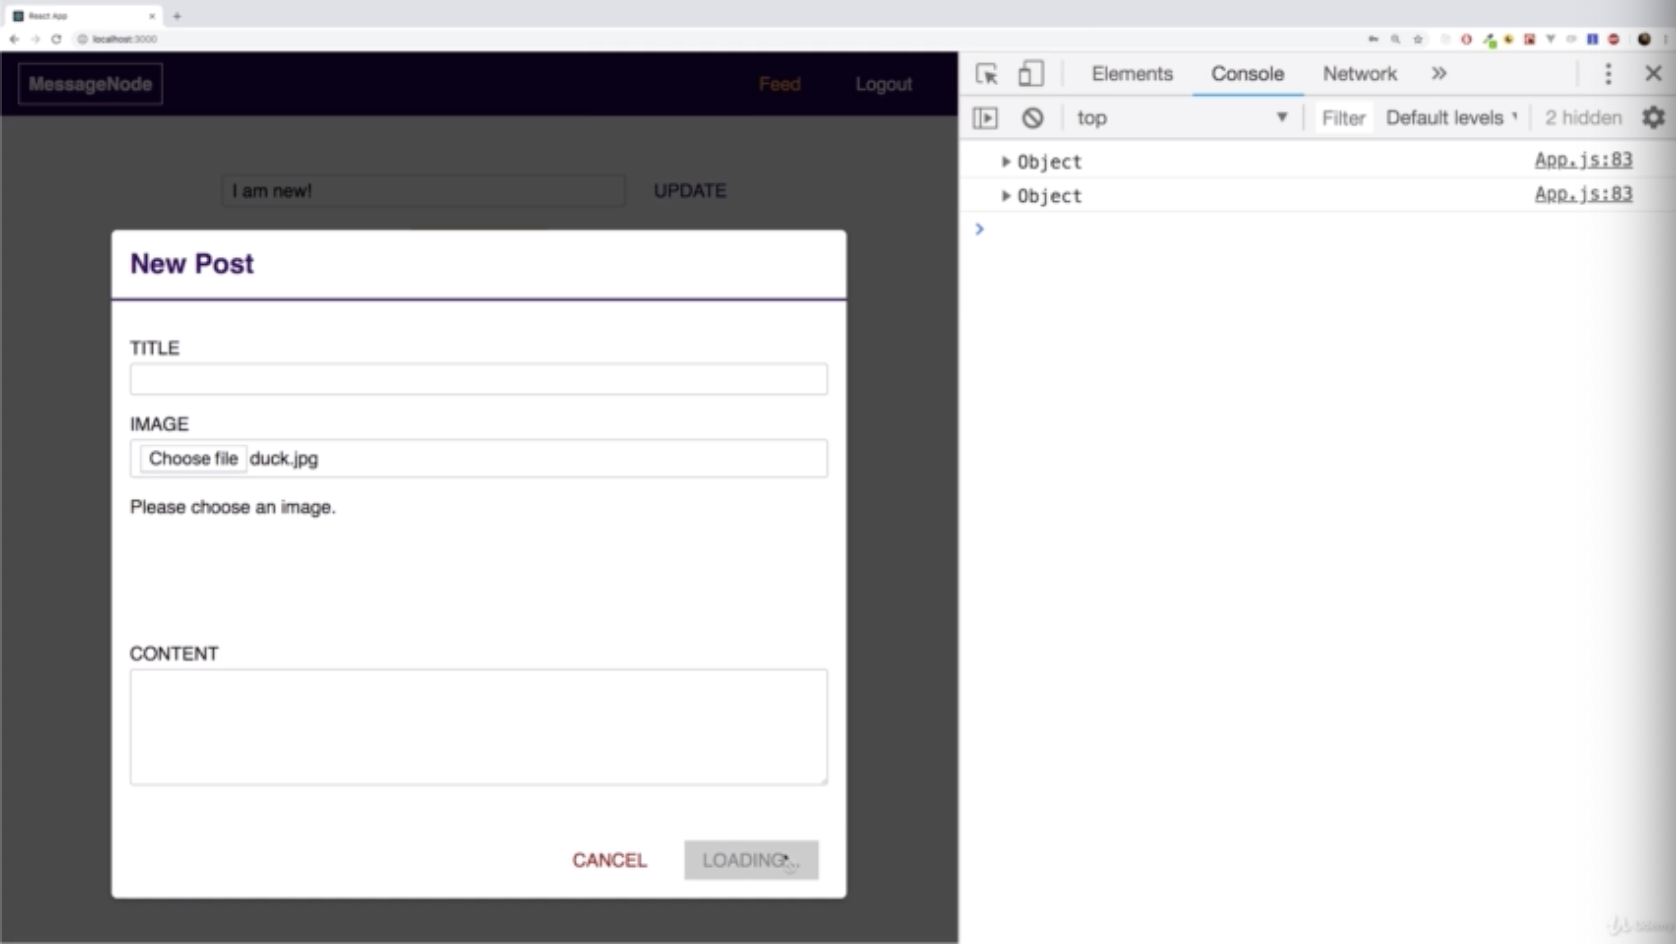 React App
localhost:3000
MessageNode
Feed
Logout
I am new!
UPDATE
New Post
TITLE
IMAGE
Choose file duck.jpg
Please choose an image.
CONTENT
CANCEL
LOADING...
Elements
Console
Network
top
Filter
Default levels
2 hidden
Object
App.js:83
Object
App.js:83